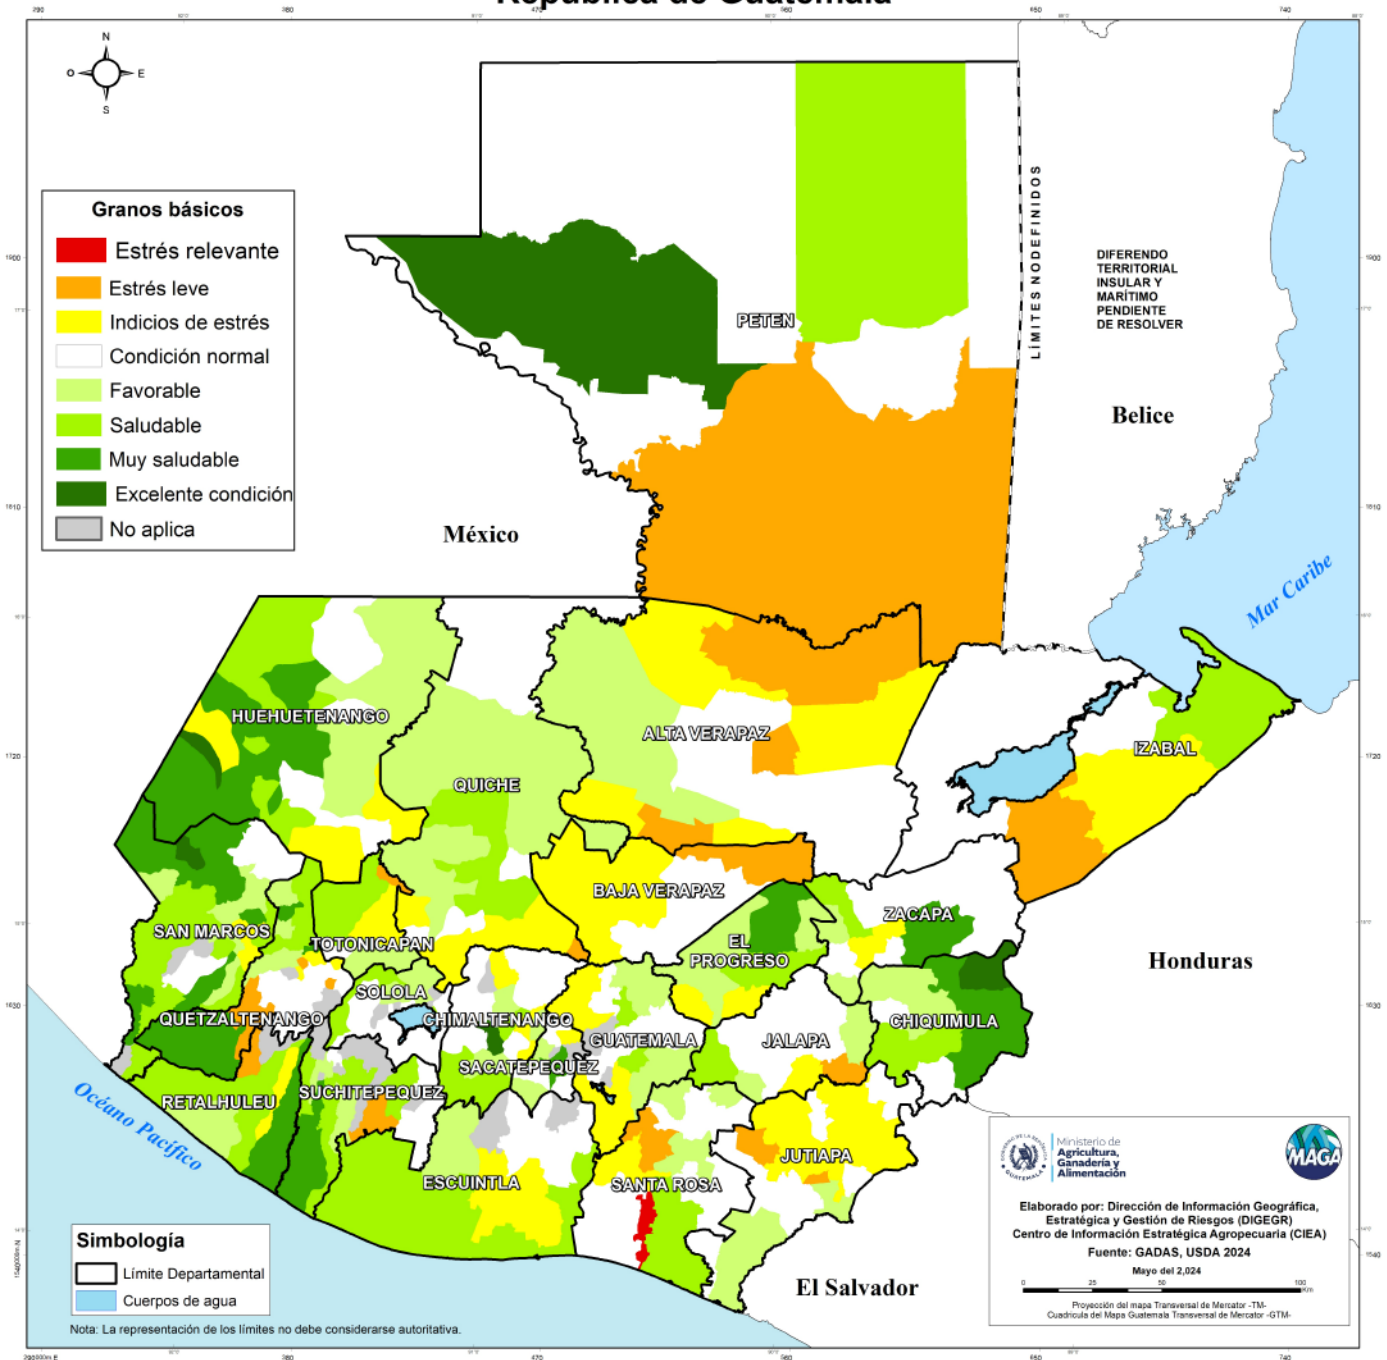 República de Guatemala
N
O
E
S
Granos básicos
Estrés relevante
Estrés leve
Indicios de estrés
Condición normal
Favorable
Saludable
Muy saludable
Excelente condición
No aplica
PETEN
LÍMITES NODEFINIDOS
DIFERENDO
TERRITORIAL
INSULAR Y
MARÍTIMO
PENDIENTE
DE RESOLVER
Belice
México
Mar Caribe
HUEHUETENANGO
QUICHE
ALTA VERAPAZ
IZABAL
BAJA VERAPAZ
ZACAPA
SAN MARCOS
TOTONICAPAN
EL
PROGRESO
Honduras
SOLOLA
QUETZALTENANGO
CHIMALTENANGO
GUATEMALA
JALAPA
CHIQUIMULA
SACATEPEQUEZ
RETALHULEU
SUCHITEPEQUEZ
Océano Pacífico
JUTIAPA
ESCUINTLA
SANTA ROSA
El Salvador
Ministerio de
Agricultura,
Ganadería y
Alimentación
MAGA
Elaborado por: Dirección de Información Geográfica,
Estratégica y Gestión de Riesgos (DIGEGR)
Centro de Información Estratégica Agropecuaria (CIEA)
Fuente: GADAS, USDA 2024
Mayo del 2,024
0 25 50 100
Km
Proyección del mapa Transversal de Mercator -TM-
Cuadrícula del Mapa Guatemala Transversal de Mercator -GTM-
Simbología
Límite Departamental
Cuerpos de agua
Nota: La representación de los límites no debe considerarse autoritativa.